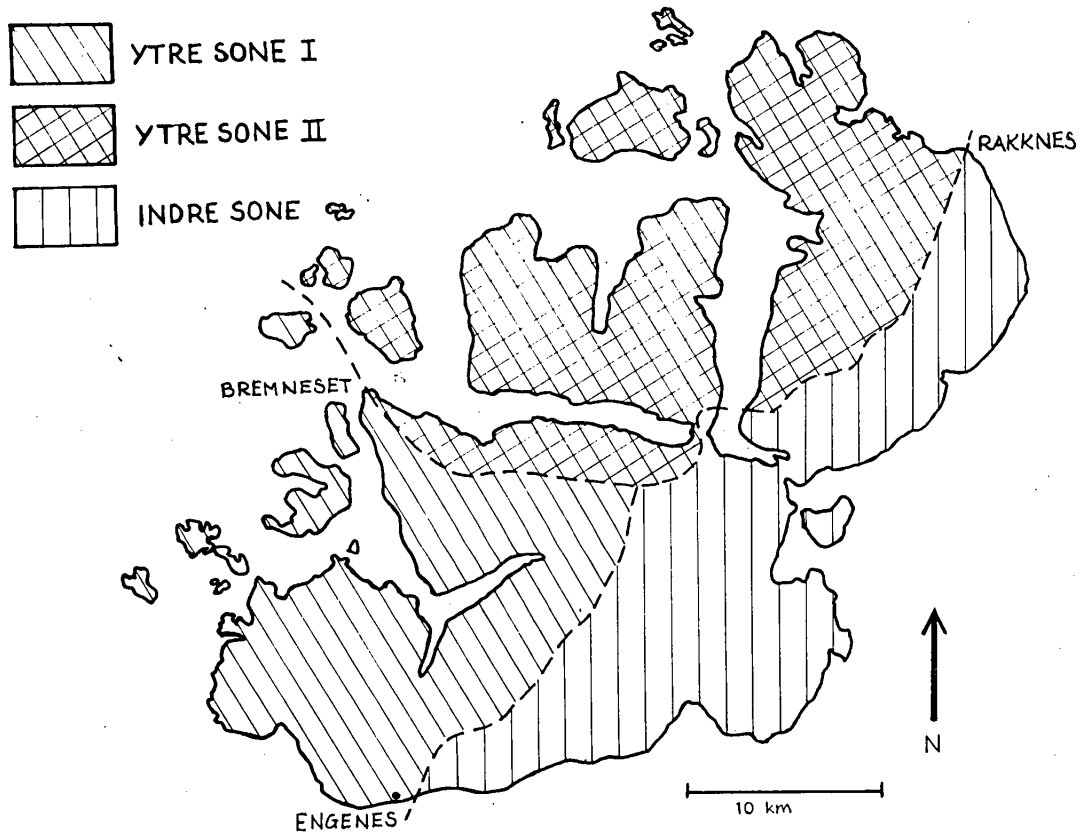 YTRE SONE I
YTRE SONE II
INDRE SONE
RAKKNES
BREMNESET
ENGENES
N
10 km